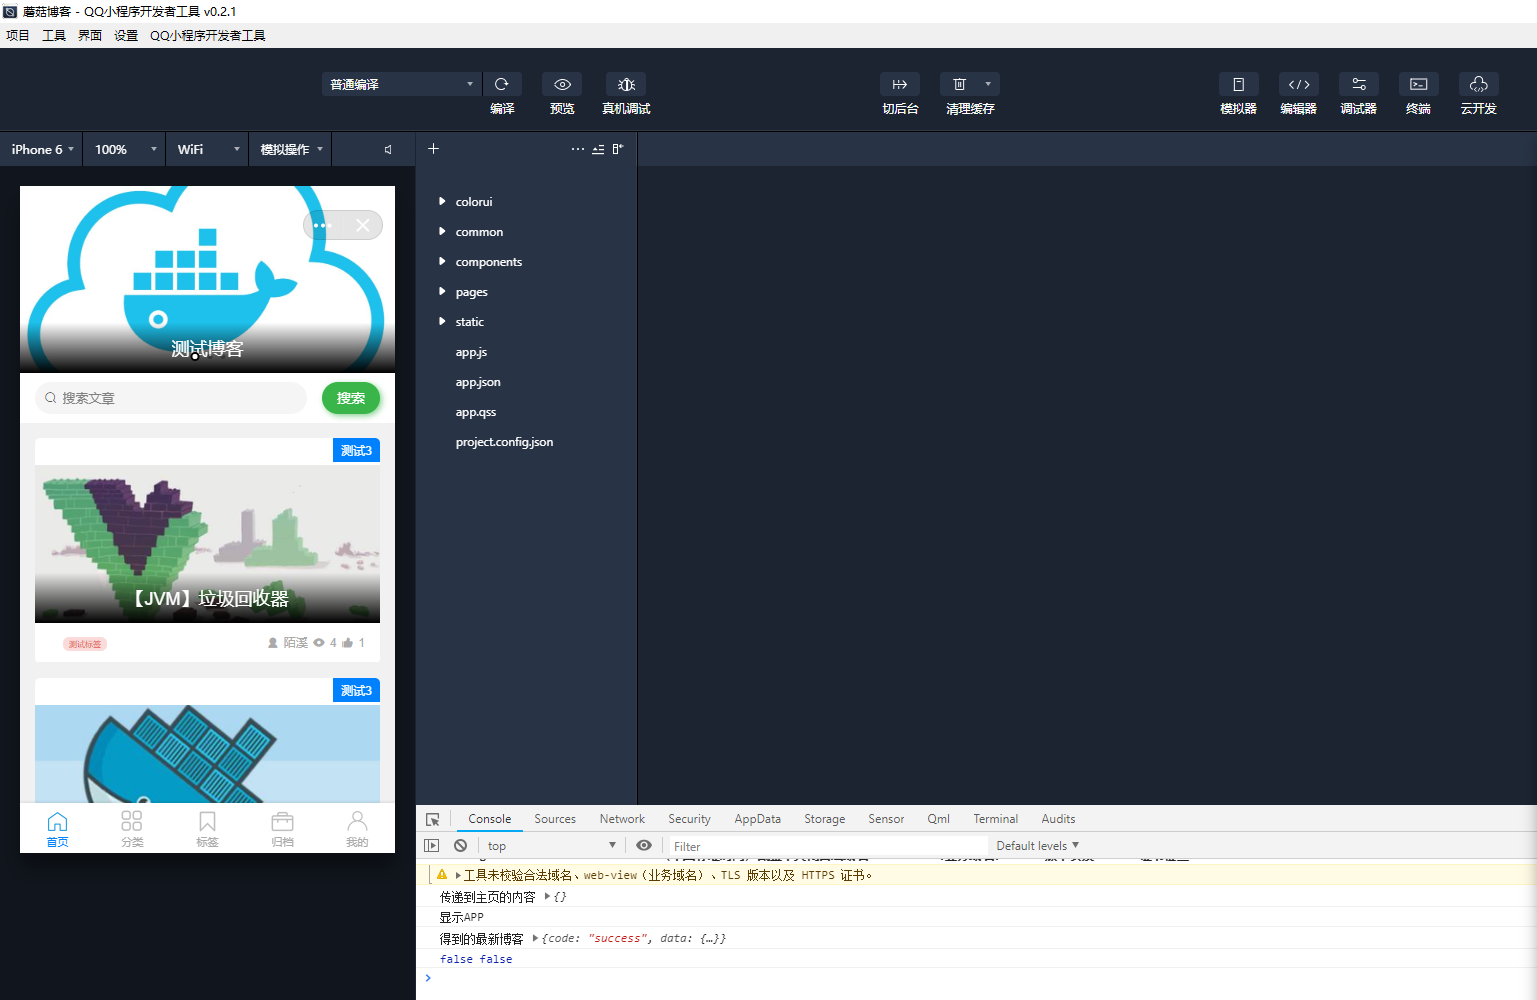 蘑菇博客 - QQ小程序开发者工具 v0.2.1
项目 工具 界面 设置 QQ小程序开发者工具
普通编译
编译 预览 真机调试 切后台 清理缓存 模拟器 编辑器 调试器 终端 云开发
iPhone 6 100% WiFi 模拟操作
colorui
common
components
pages
static
app.js
app.json
app.qss
project.config.json
测试博客
搜索文章 搜索
测试3
【JVM】垃圾回收器
测试标签 陌溪 4 1
测试3
首页 分类 标签 归档 我的
Console Sources Network Security AppData Storage Sensor Qml Terminal Audits
top Filter Default levels
工具未校验合法域名、web-view（业务域名）、TLS 版本以及 HTTPS 证书。
传递到主页的内容 {}
显示APP
得到的最新博客 {code: "success", data: {…}}
false false